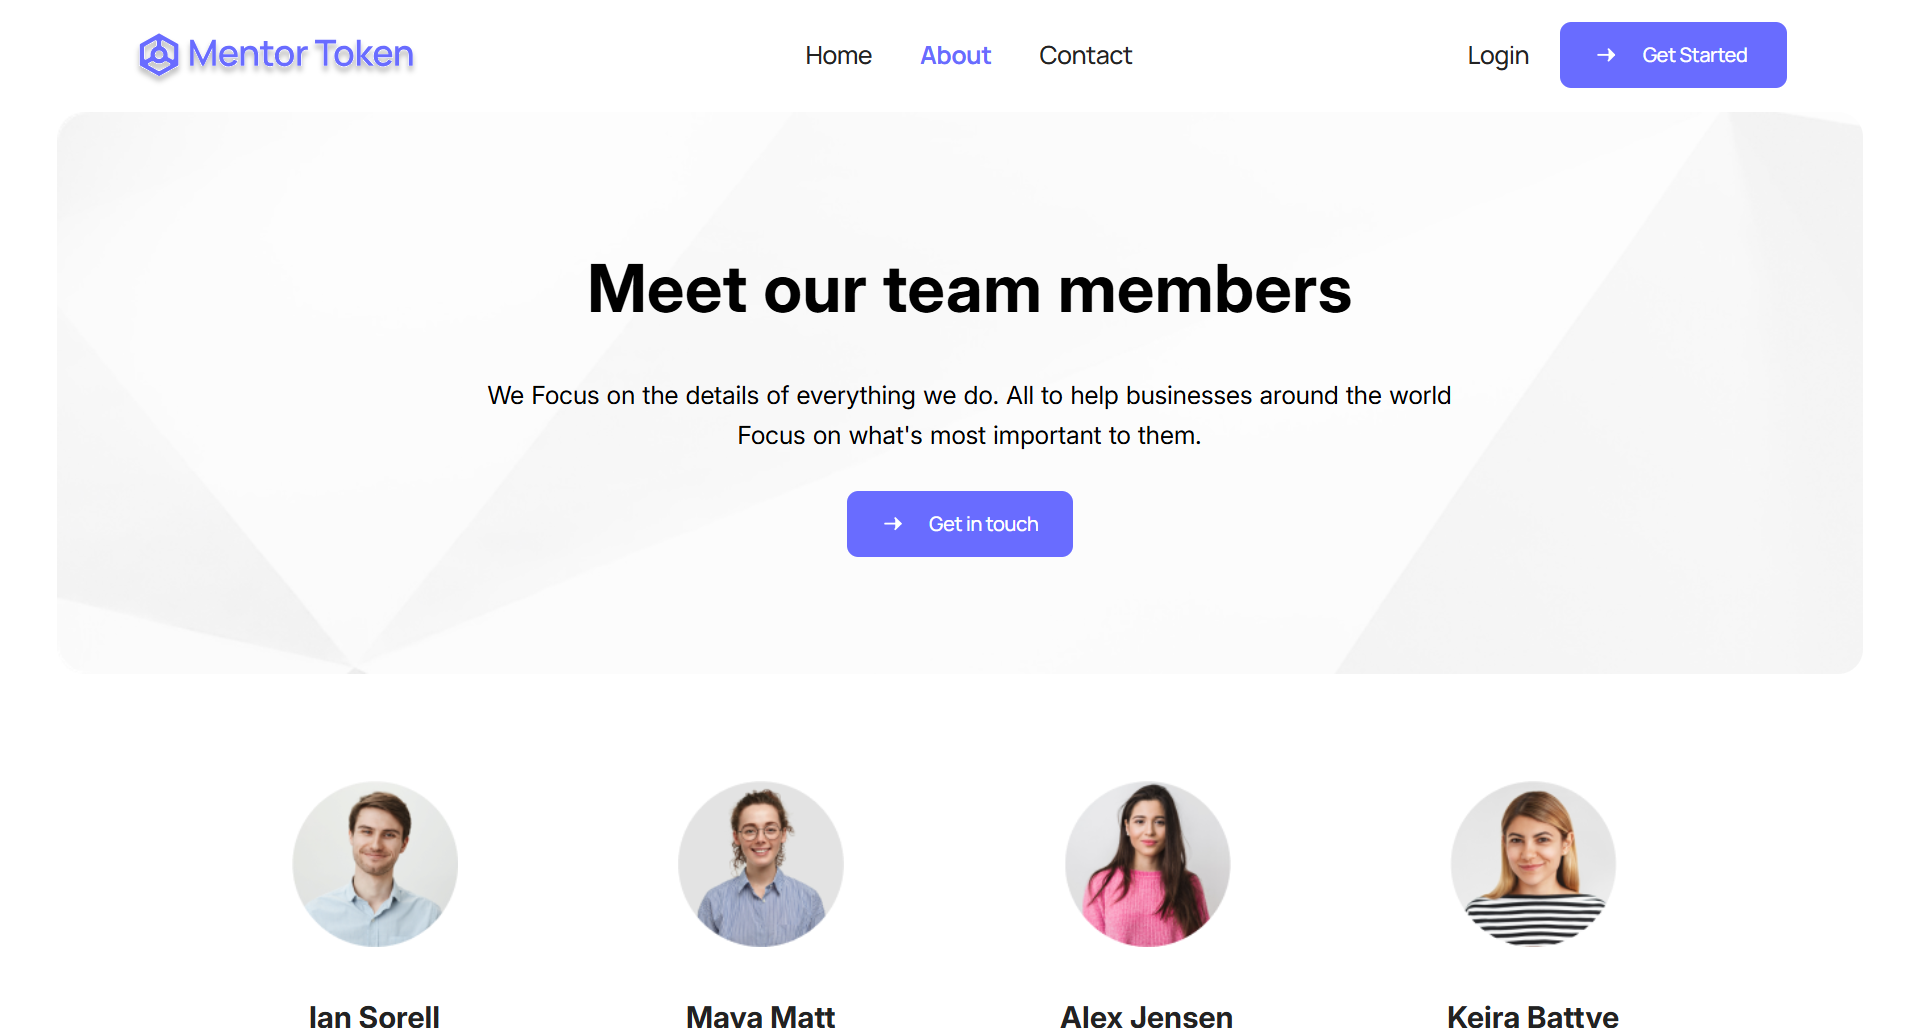 Mentor Token
Home About Contact
Login
Get Started
Meet our team members
We Focus on the details of everything we do. All to help businesses around the world
Focus on what's most important to them.
Get in touch
Ian Sorell
Maya Matt
Alex Jensen
Keira Battye